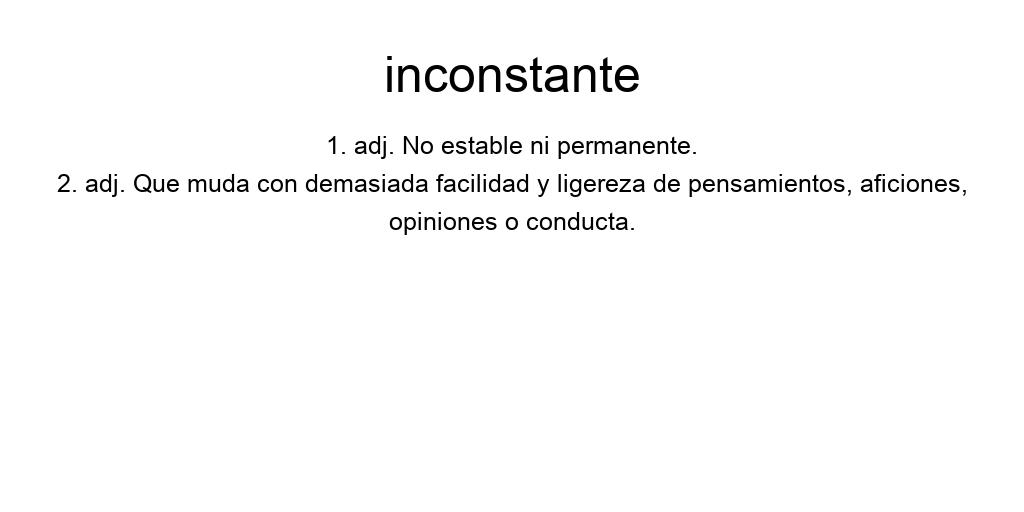 inconstante
1. adj. No estable ni permanente.
2. adj. Que muda con demasiada facilidad y ligereza de pensamientos, aficiones,
opiniones o conducta.